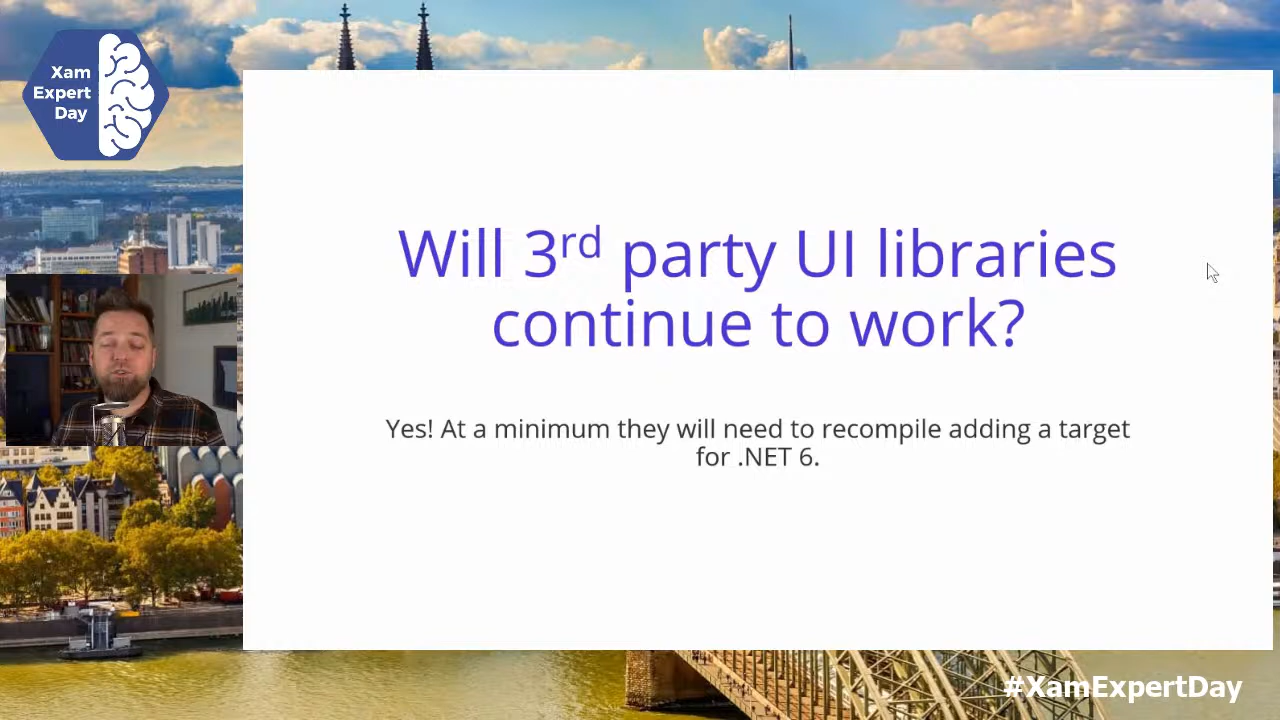 Xam
Expert
Day
Will 3rd party UI libraries
continue to work?
Yes! At a minimum they will need to recompile adding a target
for .NET 6.
#XamExpertDay